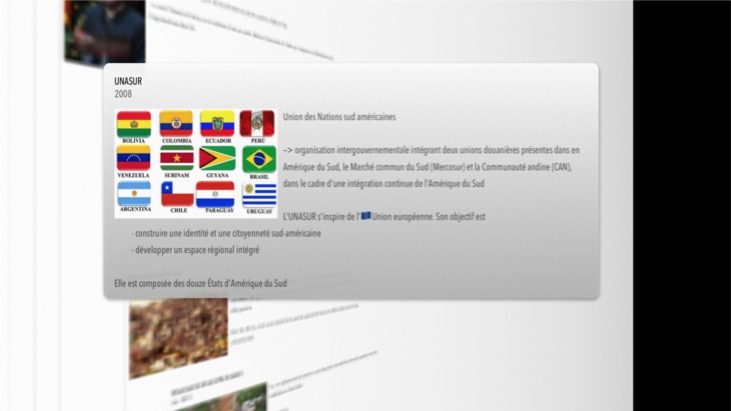 UNASUR
2008
BOLIVIA COLOMBIA ECUADOR PERÚ
VENEZUELA SURINAM GUYANA BRASIL
ARGENTINA CHILE PARAGUAY URUGUAY
Union des Nations sud américaines
–> organisation intergouvernementale intégrant deux unions douanières présentes dans en
Amérique du Sud, le Marché commun du Sud (Mercosur) et la Communauté andine (CAN),
dans le cadre d'une intégration continue de l'Amérique du Sud
L'UNASUR s'inspire de l' Union européenne. Son objectif est
- construire une identité et une citoyenneté sud-américaine
- développer un espace régional intégré
Elle est composée des douze États d'Amérique du Sud